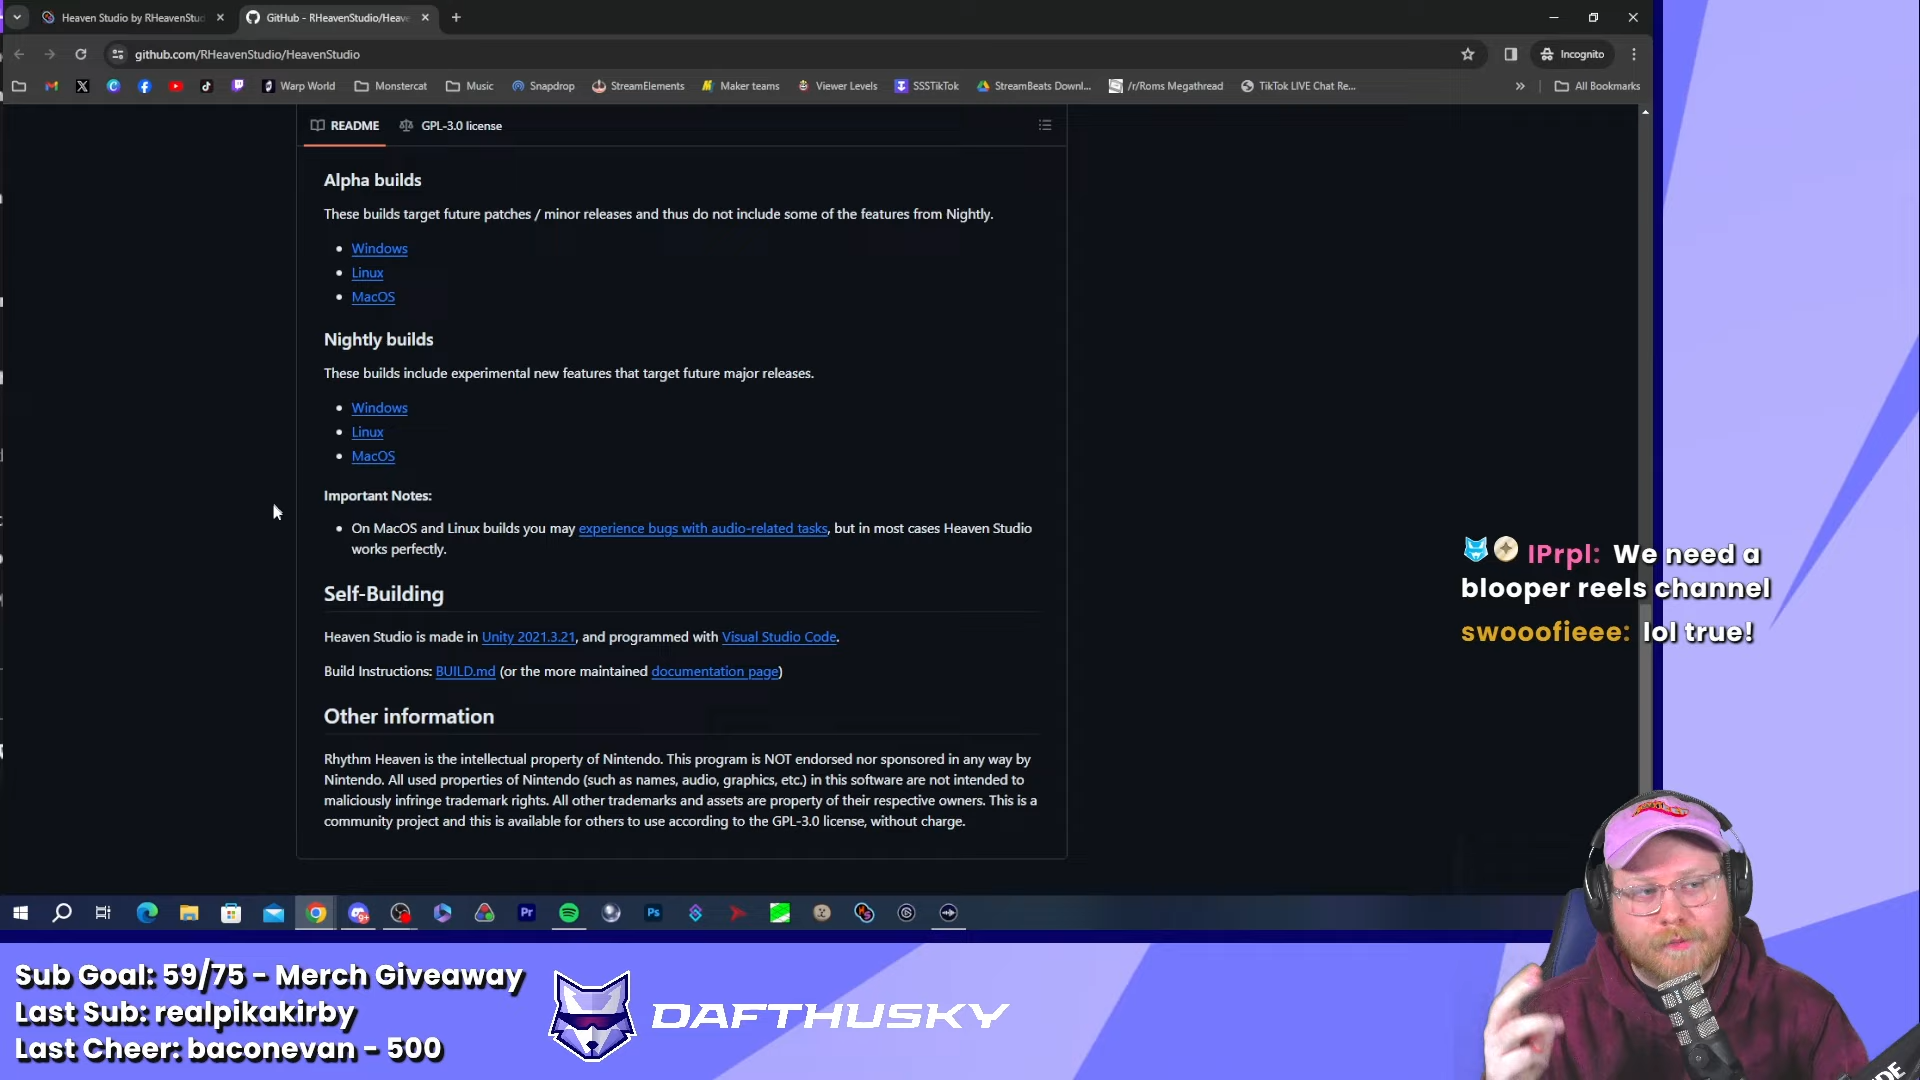 Heaven Studio by RHeavenStud
GitHub - RHeavenStudio/Heave
github.com/RHeavenStudio/HeavenStudio
Incognito
Warp World
Monstercat
Music
Snapdrop
StreamElements
Maker teams
Viewer Levels
SSSTikTok
StreamBeats Downl...
/r/Roms Megathread
TikTok LIVE Chat Re...
All Bookmarks
README
GPL-3.0 license
Alpha builds
These builds target future patches / minor releases and thus do not include some of the features from Nightly.
Windows
Linux
MacOS
Nightly builds
These builds include experimental new features that target future major releases.
Windows
Linux
MacOS
Important Notes:
On MacOS and Linux builds you may experience bugs with audio-related tasks, but in most cases Heaven Studio
works perfectly.
Self-Building
Heaven Studio is made in Unity 2021.3.21, and programmed with Visual Studio Code.
Build Instructions: BUILD.md (or the more maintained documentation page)
Other information
Rhythm Heaven is the intellectual property of Nintendo. This program is NOT endorsed nor sponsored in any way by
Nintendo. All used properties of Nintendo (such as names, audio, graphics, etc.) in this software are not intended to
maliciously infringe trademark rights. All other trademarks and assets are property of their respective owners. This is a
community project and this is available for others to use according to the GPL-3.0 license, without charge.
IPrpl: We need a
blooper reels channel
swooofieee: lol true!
Pr
Ps
Sub Goal: 59/75 - Merch Giveaway
Last Sub: realpikakirby
Last Cheer: baconevan - 500
DAFTHUSKY